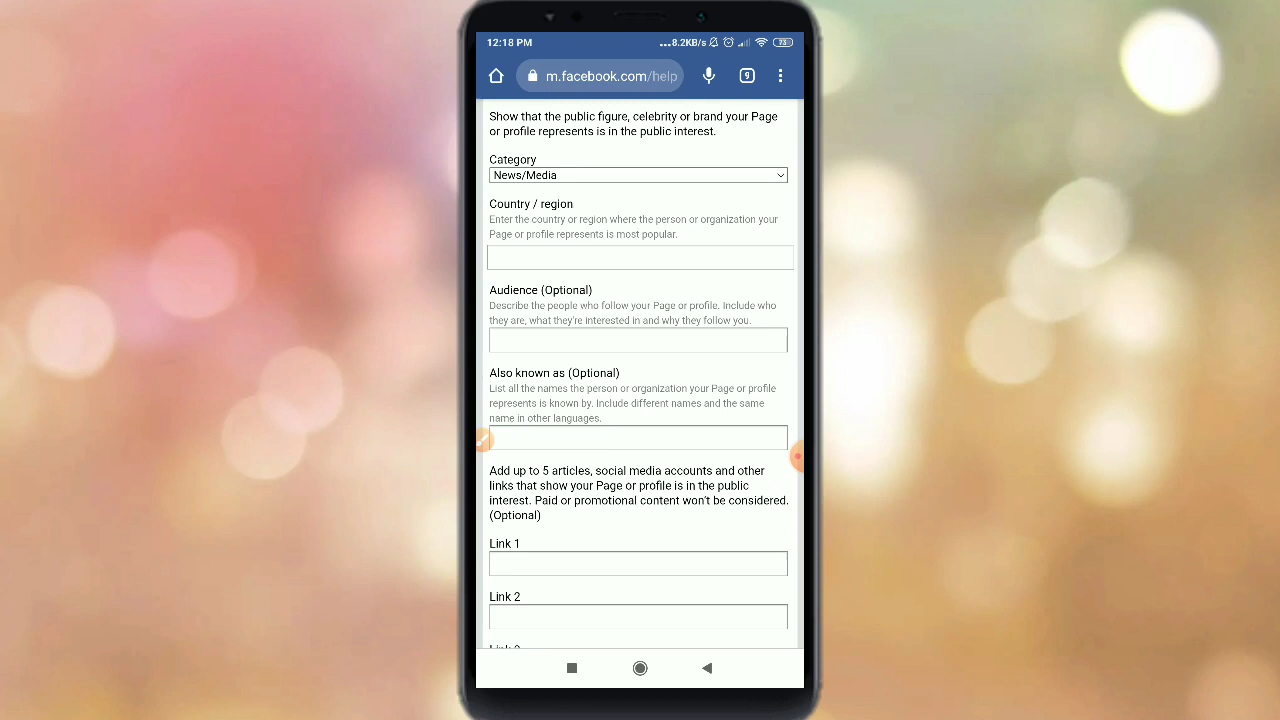 12:18 PM
...8.2KB/s
73
m.facebook.com/help
9
Show that the public figure, celebrity or brand your Page
or profile represents is in the public interest.
Category
News/Media
Country / region
Enter the country or region where the person or organization your
Page or profile represents is most popular.
Audience (Optional)
Describe the people who follow your Page or profile. Include who
they are, what they're interested in and why they follow you.
Also known as (Optional)
List all the names the person or organization your Page or profile
represents is known by. Include different names and the same
name in other languages.
Add up to 5 articles, social media accounts and other
links that show your Page or profile is in the public
interest. Paid or promotional content won't be considered.
(Optional)
Link 1
Link 2